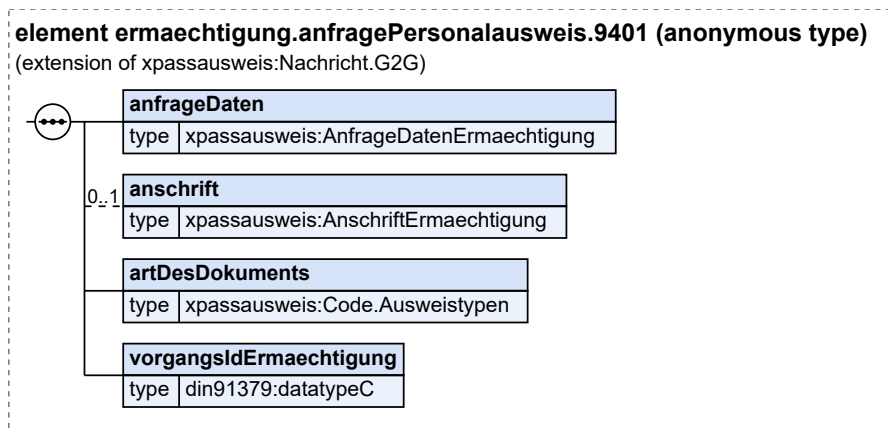 element ermaechtigung.anfragePersonalausweis.9401 (anonymous type)
(extension of xpassausweis:Nachricht.G2G)
anfrageDaten
type xpassausweis:AnfrageDatenErmaechtigung
0..1
anschrift
type xpassausweis:AnschriftErmaechtigung
artDesDokuments
type xpassausweis:Code.Ausweistypen
vorgangsIdErmaechtigung
type din91379:datatypeC